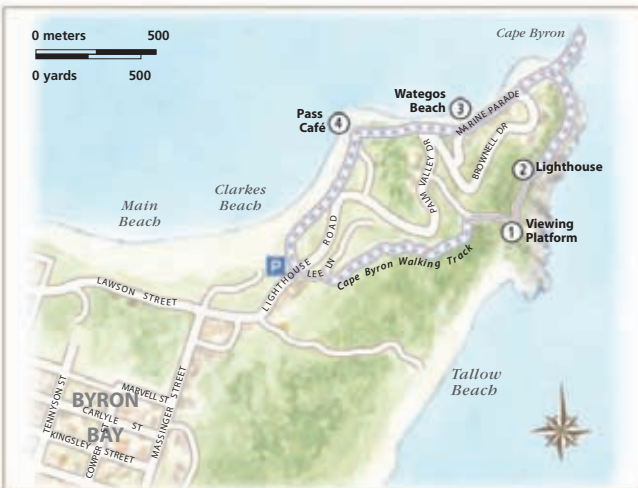 0 meters 500
0 yards 500
Cape Byron
Wategos
Beach
3
MARINE PARADE
Pass
Café
4
BROWNELL DR
PALM VALLEY DR
2 Lighthouse
Clarkes
Beach
Main
Beach
1 Viewing
Platform
P
LIGHTHOUSE ROAD
LEE IN
Cape Byron Walking Track
LAWSON STREET
Tallow
Beach
TENNYSON ST
MARVELL ST
BYRON
CARLYLE ST
BAY
KINGSLEY STREET
COWPER ST
MASSINGER STREET